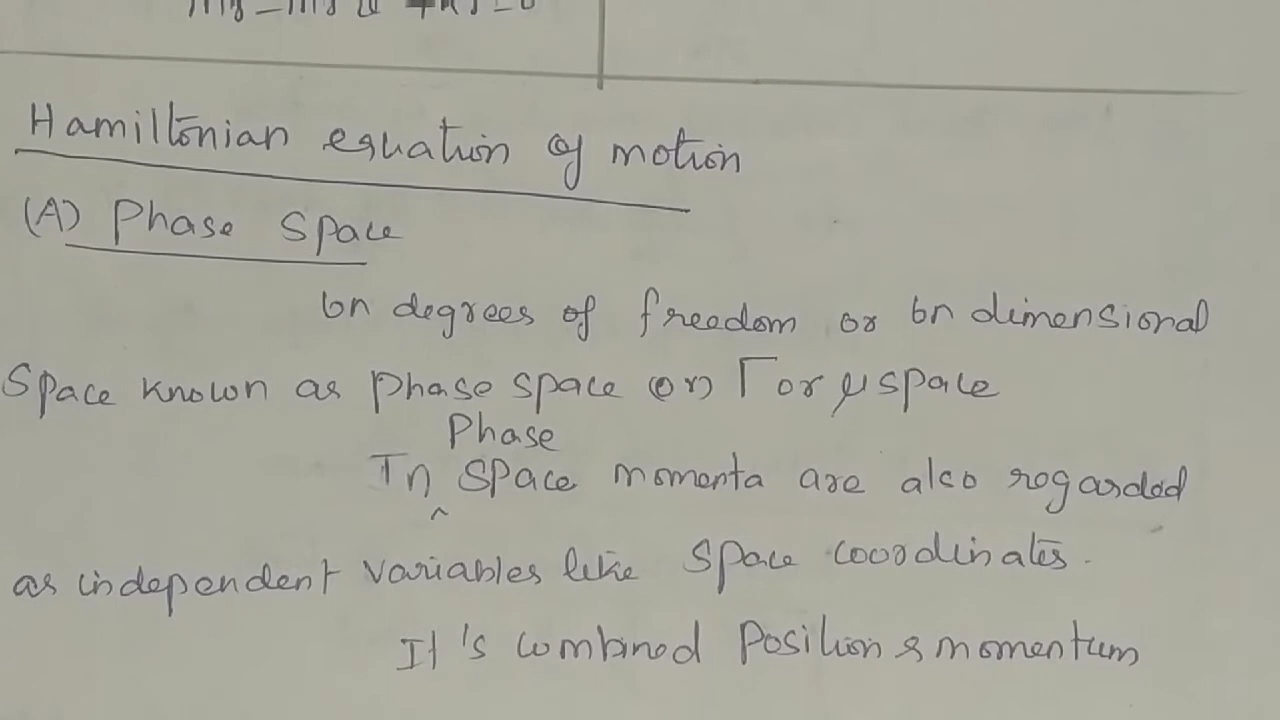 Hamiltonian equation of motion
(A) Phase Space
6n degrees of freedom or 6n dimensional
Space known as phase space (or) Γ or μ space
Phase
In ^ Space momenta are also regarded
as independent variables like Space coordinates.
It's combined Position & momentum